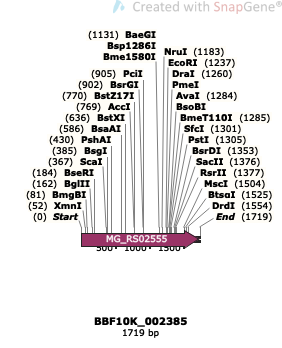 Created with SnapGene®
(1131) BaeGI
Bsp1286I
Bme1580I
(905) PciI
(902) BsrGI
(770) BstZ17I
(769) AccI
(636) BstXI
(586) BsaAI
(430) PshAI
(385) BsgI
(367) ScaI
(184) BseRI
(162) BglII
(81) BmgBI
(52) XmnI
(0) Start
NruI (1183)
EcoRI (1237)
DraI (1260)
PmeI
AvaI (1284)
BsoBI
BmeT110I (1285)
SfcI (1301)
PstI (1305)
BsrDI (1353)
SacII (1376)
RsrII (1377)
MscI (1504)
BtsαI (1525)
DrdI (1554)
End (1719)
MG_RS02555
500 1000 1500
BBF10K_002385
1719 bp